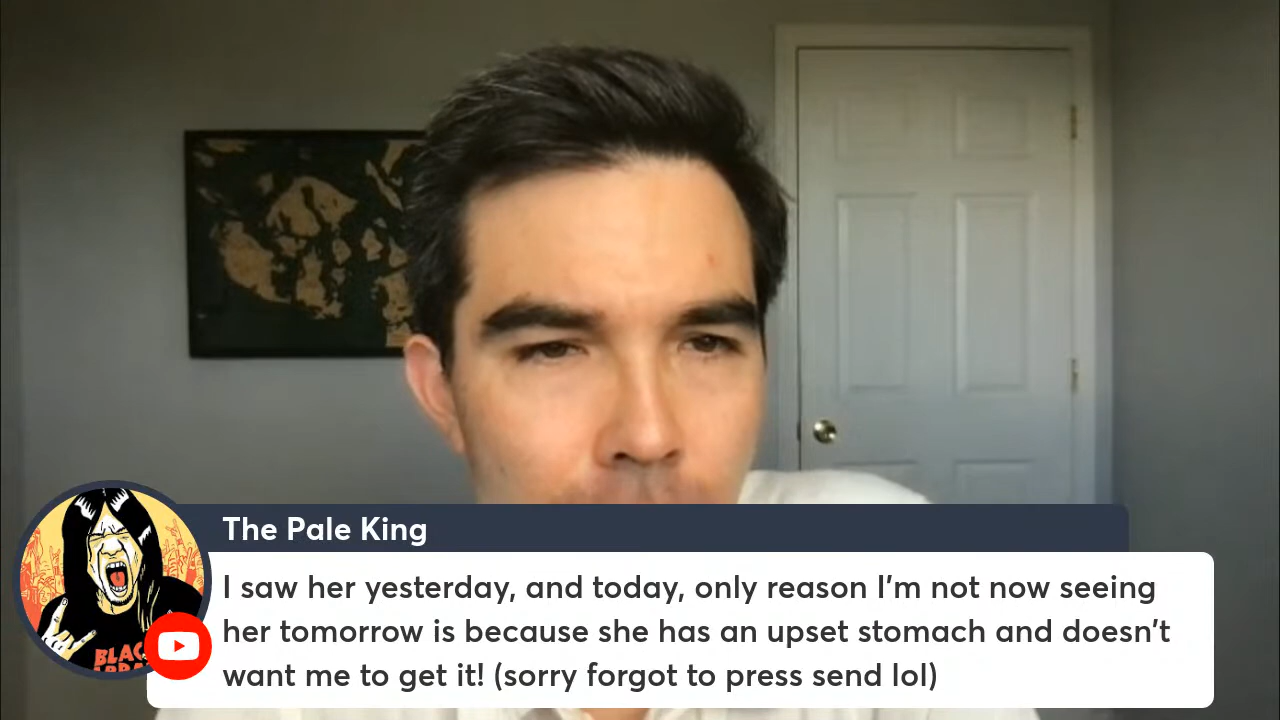 The Pale King
I saw her yesterday, and today, only reason I'm not now seeing
her tomorrow is because she has an upset stomach and doesn't
want me to get it! (sorry forgot to press send lol)
BLAC